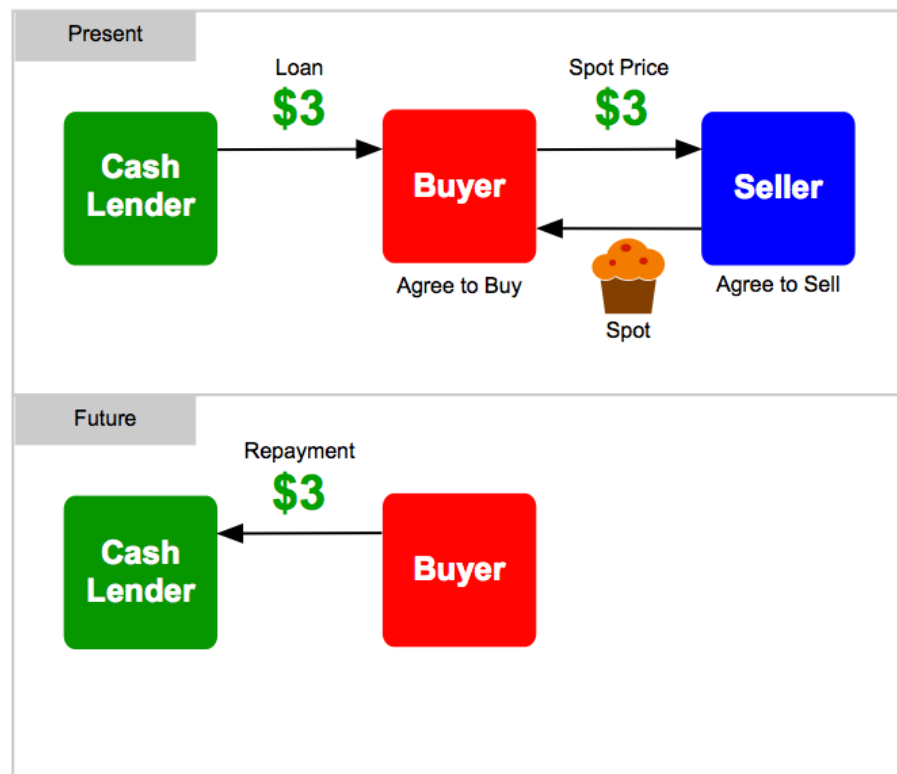 Present
Loan
$3
Spot Price
$3
Cash
Lender
Buyer
Seller
Agree to Buy
Agree to Sell
Spot
Future
Repayment
$3
Cash
Lender
Buyer